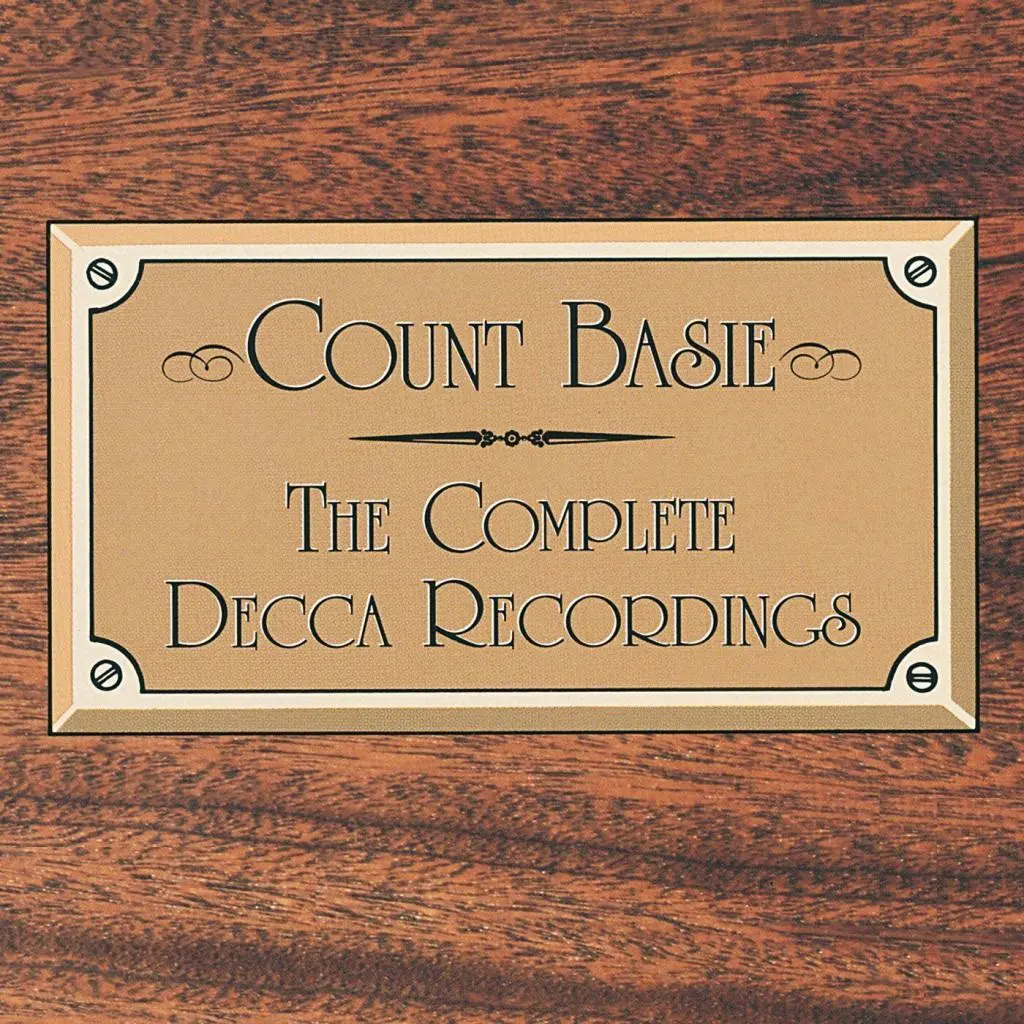 COUNT BASIE
THE COMPLETE
DECCA RECORDINGS